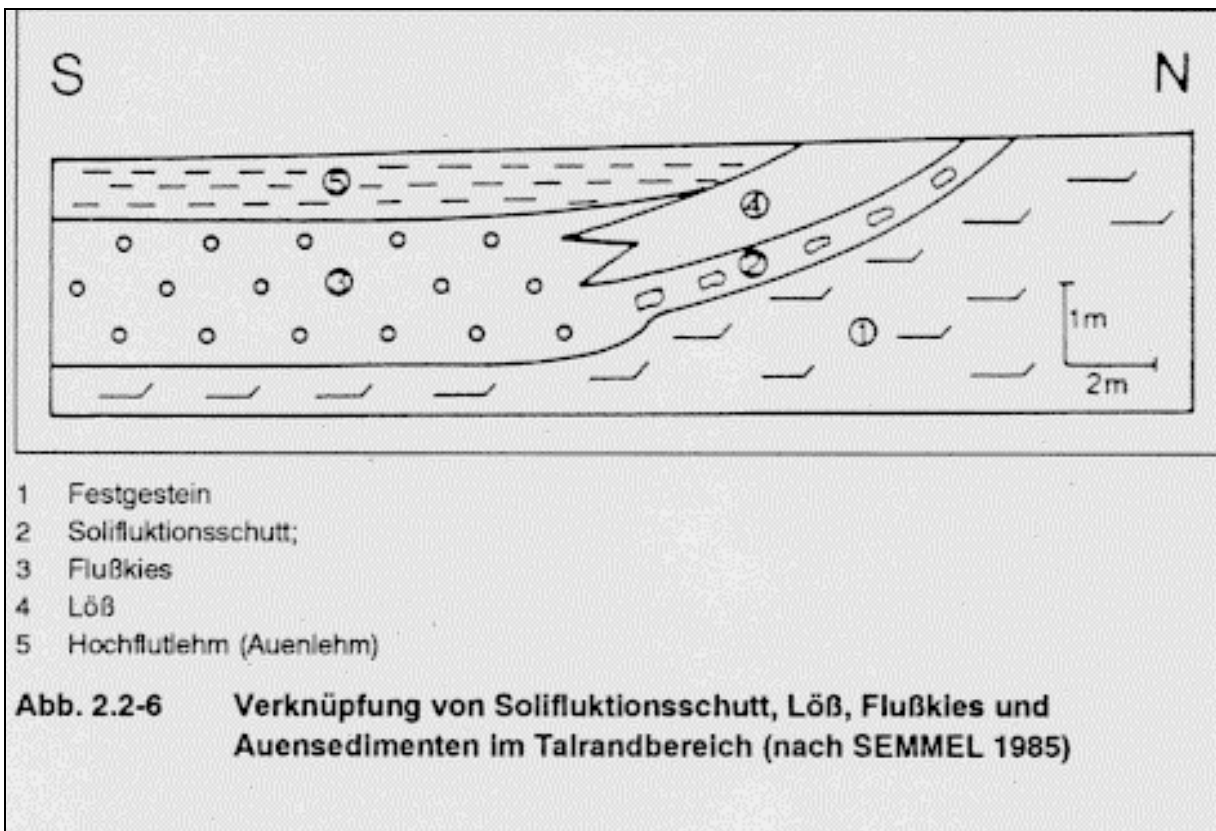 S N
5
4
2
3
1
1m
2m
1 Festgestein
2 Solifluktionsschutt;
3 Flußkies
4 Löß
5 Hochflutlehm (Auenlehm)
Abb. 2.2-6 Verknüpfung von Solifluktionsschutt, Löß, Flußkies und
Auensedimenten im Talrandbereich (nach SEMMEL 1985)